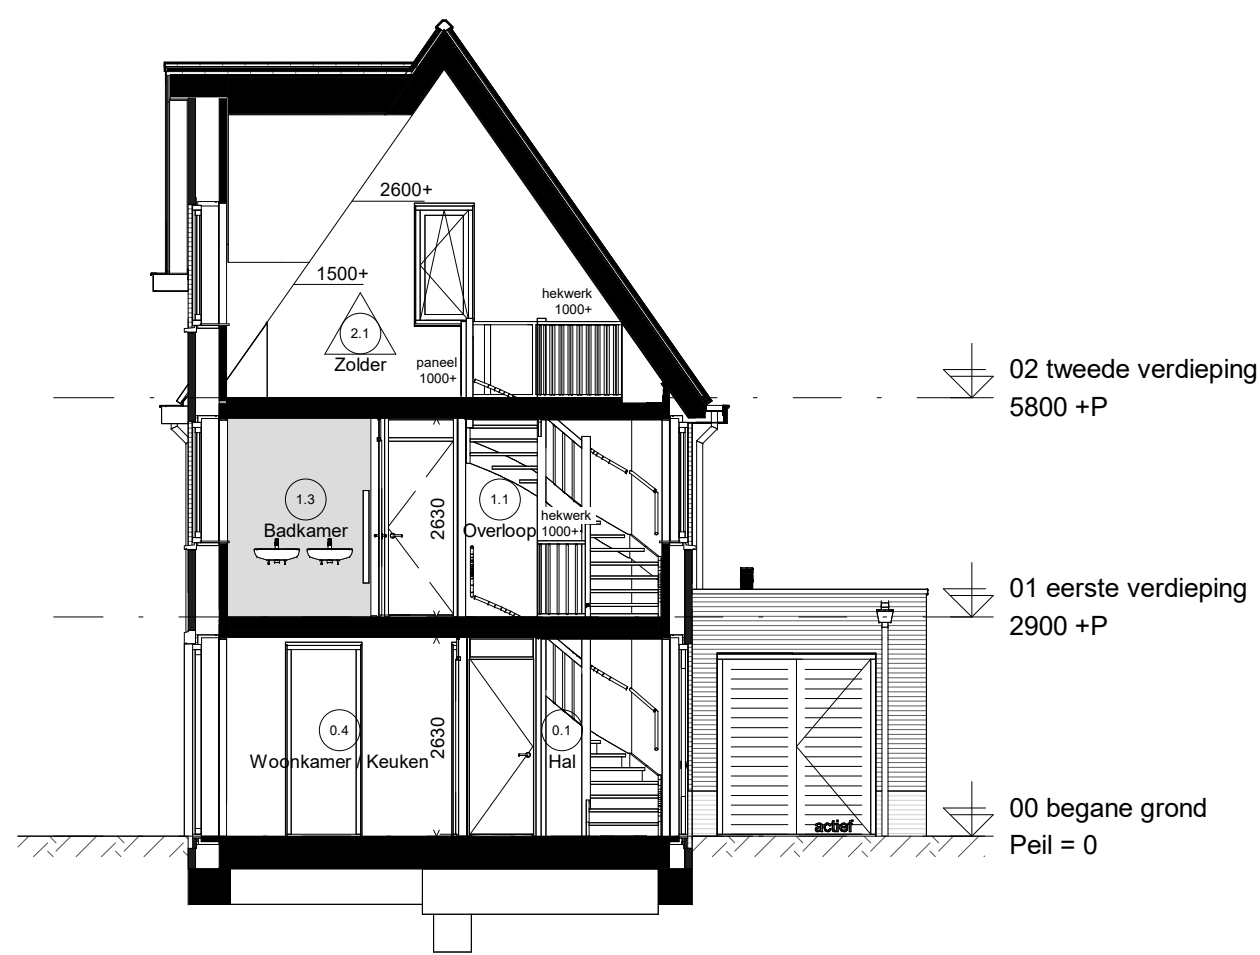 2600+
1500+
hekwerk
1000+
2.1
Zolder
paneel
1000+
02 tweede verdieping
5800 +P
1.3
Badkamer
2630
1.1
Overloop
hekwerk
1000+
01 eerste verdieping
2900 +P
0.4
Woonkamer / Keuken
2630
0.1
Hal
actief
00 begane grond
Peil = 0